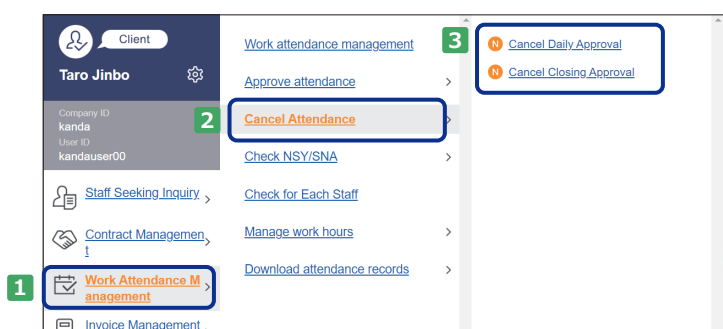 Client
Taro Jinbo
Company ID
kanda
User ID
kandauser00
Staff Seeking Inquiry
Contract Managemen
t
1
Work Attendance M
anagement
Invoice Management
Work attendance management
Approve attendance
2
Cancel Attendance
Check NSY/SNA
Check for Each Staff
Manage work hours
Download attendance records
3
N Cancel Daily Approval
N Cancel Closing Approval